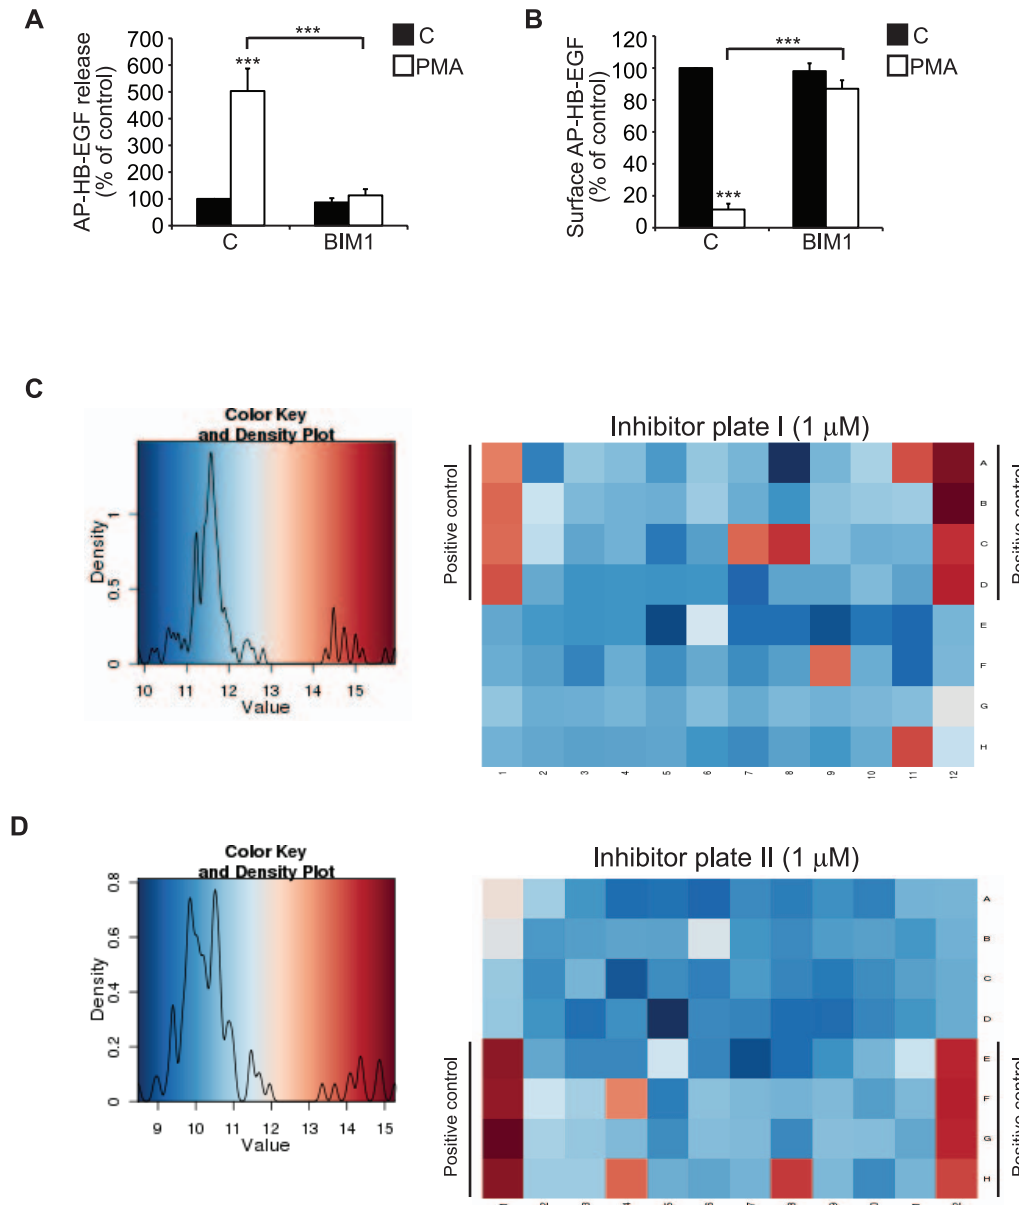 A
700
600
500
400
300
200
100
0
AP-HB-EGF release
(% of control)
***
***
C
BIM1
C
PMA
B
120
100
80
60
40
20
0
Surface AP-HB-EGF
(% of control)
***
***
C
BIM1
C
PMA
C
Color Key
and Density Plot
Density
0 0.5 1
10 11 12 13 14 15
Value
Inhibitor plate I (1 μM)
Positive control
Positive control
A
B
C
D
E
F
G
H
1 2 3 4 5 6 7 8 9 10 11 12
D
Color Key
and Density Plot
Density
0 0.2 0.4 0.6 0.8
9 10 11 12 13 14 15
Value
Inhibitor plate II (1 μM)
Positive control
Positive control
A
B
C
D
E
F
G
H